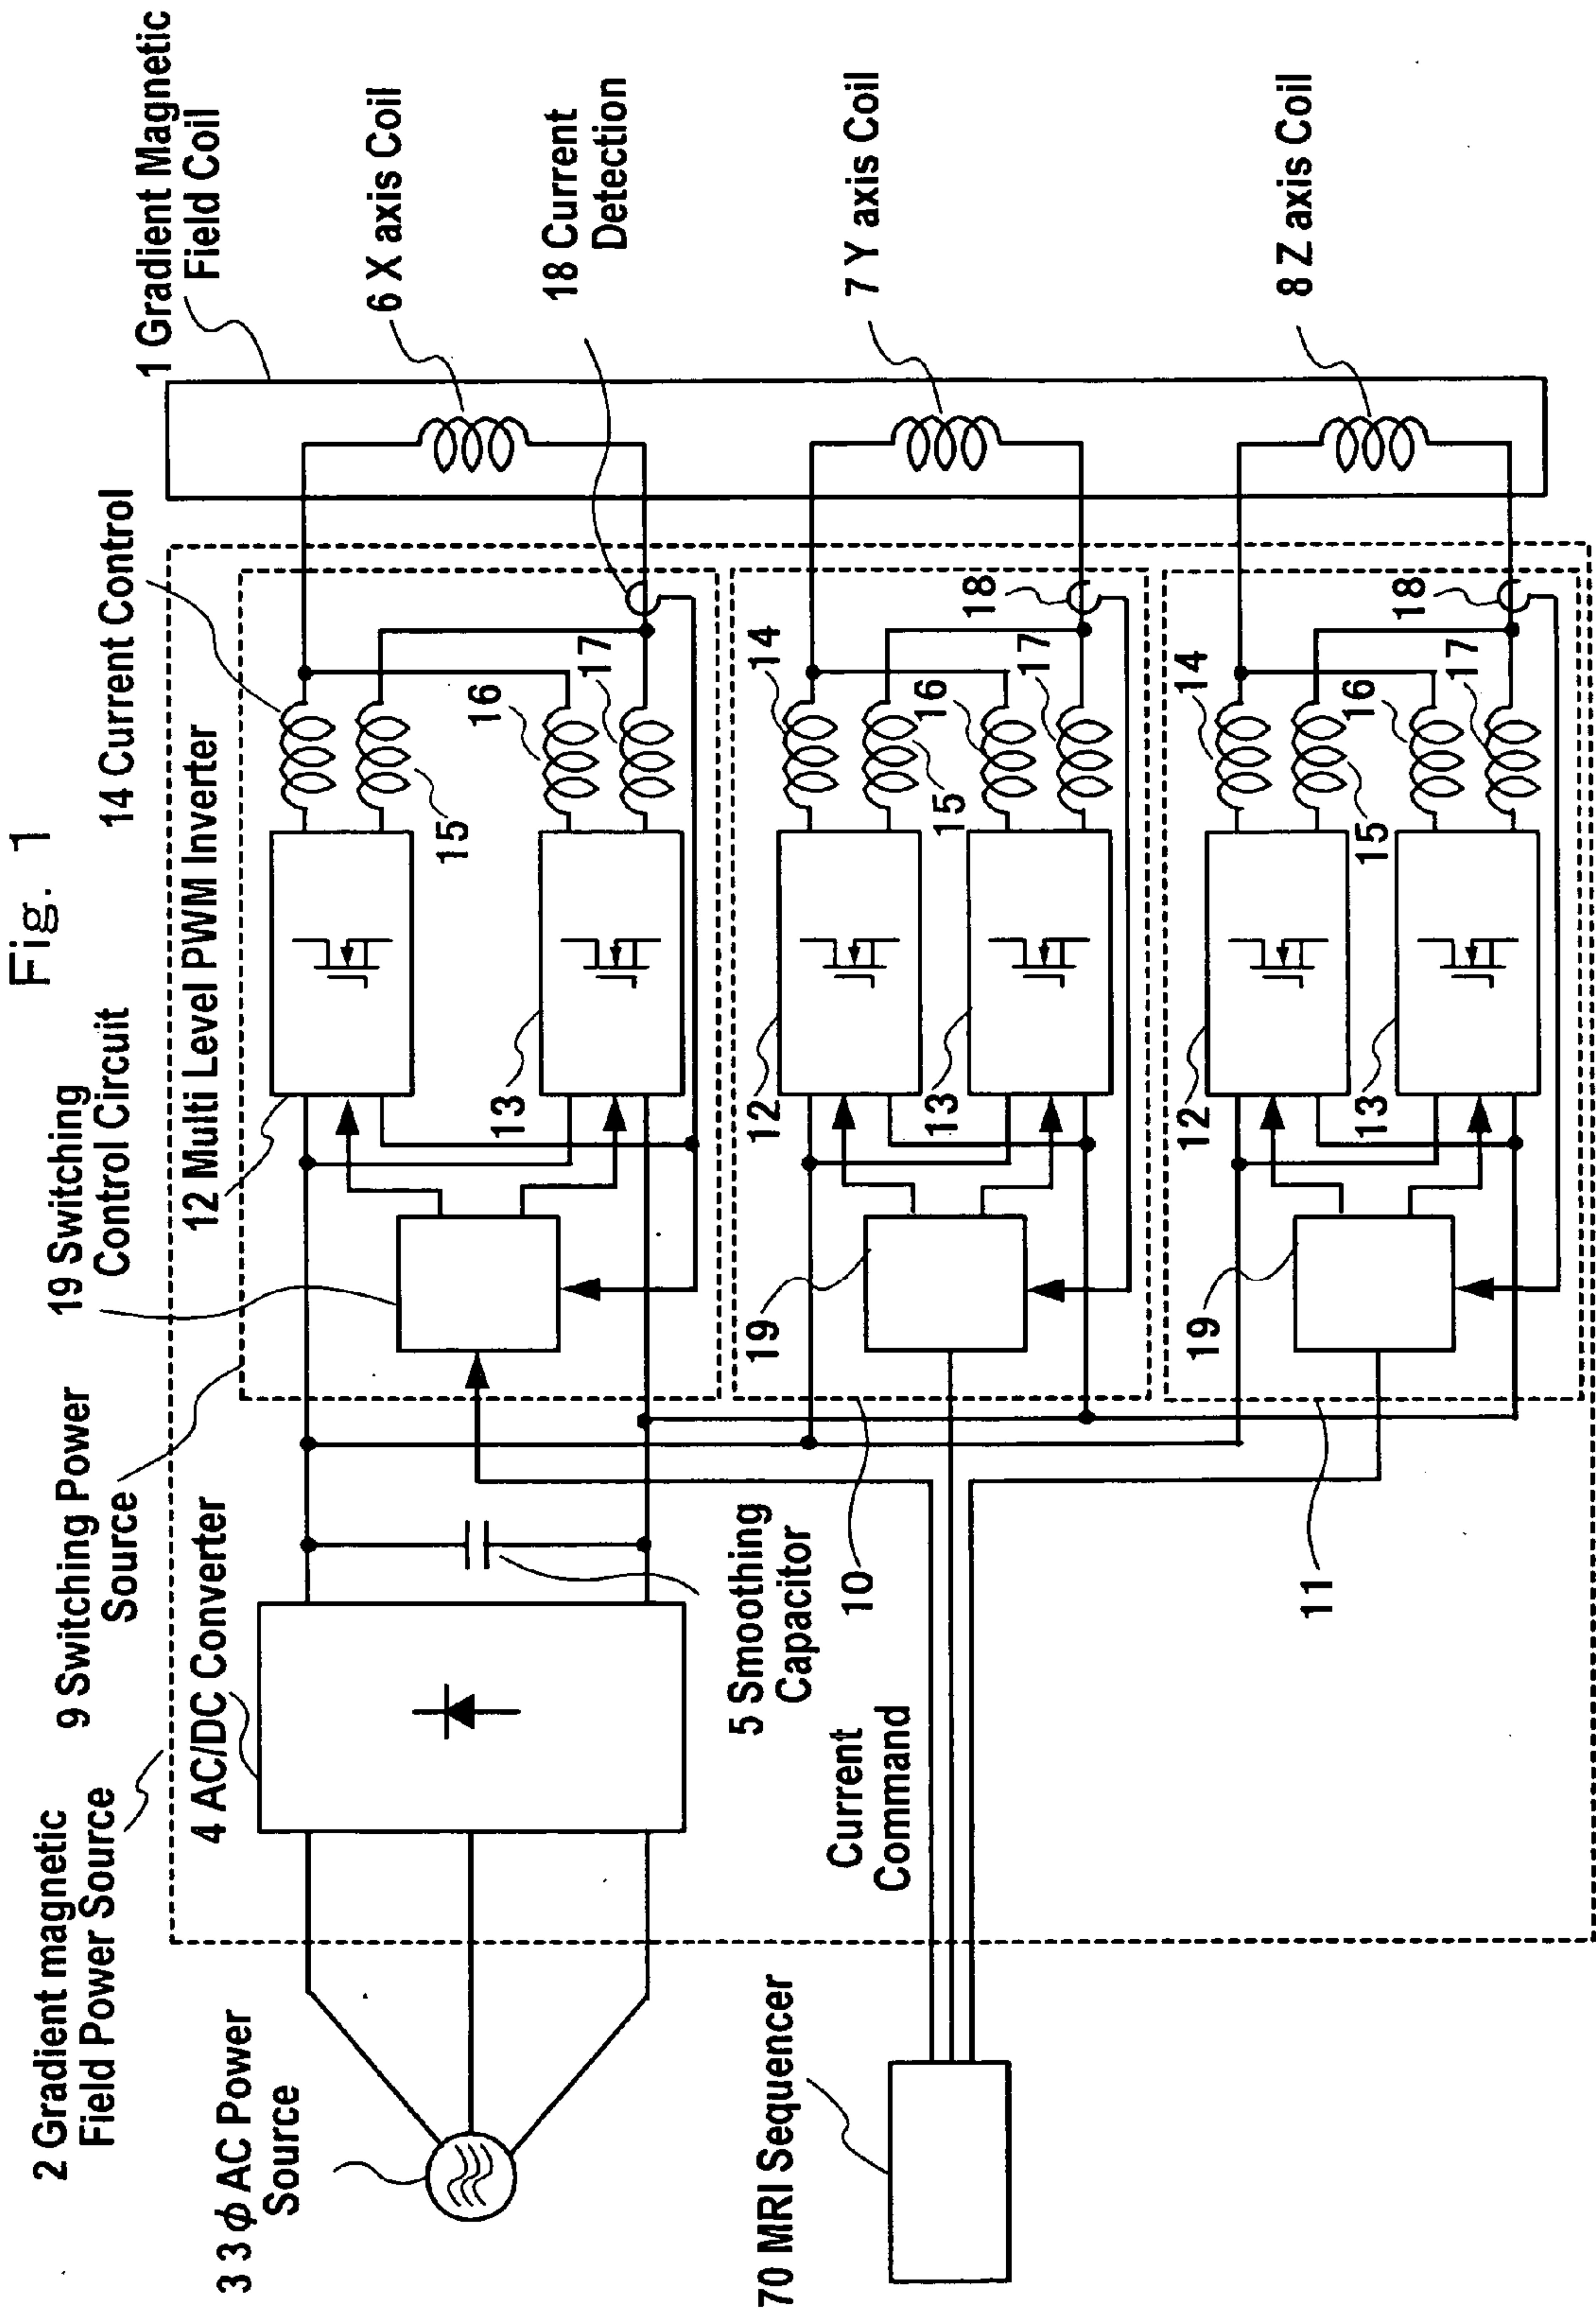 Fig. 1
2 Gradient magnetic
Field Power Source
9 Switching Power
Source
19 Switching
Control Circuit
14 Current Control
1 Gradient Magnetic
Field Coil
3 3 ϕ AC Power
Source
4 AC/DC Converter
12 Multi Level PWM Inverter
6 X axis Coil
15
16
17
13
18 Current
Detection
5 Smoothing
Capacitor
70 MRI Sequencer
Current
Command
10
19
12
13
14
15
16
17
18
7 Y axis Coil
11
19
12
13
14
15
16
17
18
8 Z axis Coil